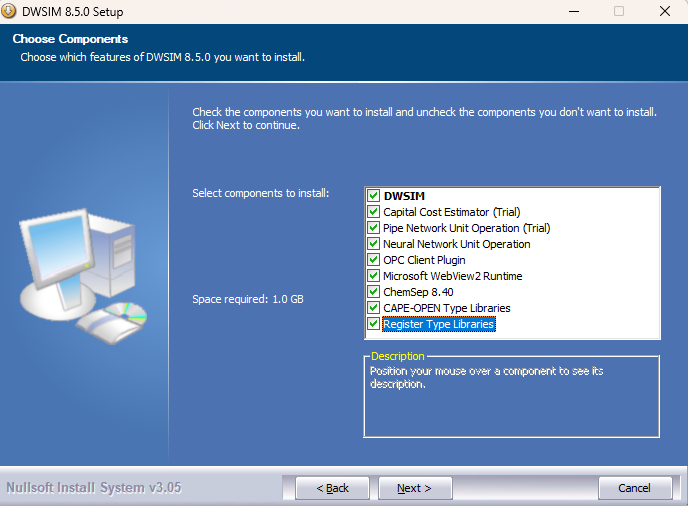 DWSIM 8.5.0 Setup
Choose Components
Choose which features of DWSIM 8.5.0 you want to install.
Check the components you want to install and uncheck the components you don't want to install.
Click Next to continue.
Select components to install:
DWSIM
Capital Cost Estimator (Trial)
Pipe Network Unit Operation (Trial)
Neural Network Unit Operation
OPC Client Plugin
Microsoft WebView2 Runtime
ChemSep 8.40
CAPE-OPEN Type Libraries
Register Type Libraries
Space required: 1.0 GB
Description
Position your mouse over a component to see its
description.
Nullsoft Install System v3.05
< Back
Next >
Cancel